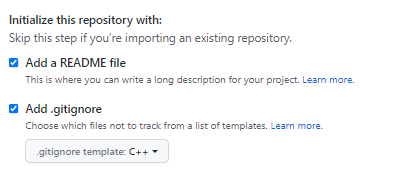 Initialize this repository with:
Skip this step if you're importing an existing repository.
Add a README file
This is where you can write a long description for your project. Learn more.
Add .gitignore
Choose which files not to track from a list of templates. Learn more.
.gitignore template: C++